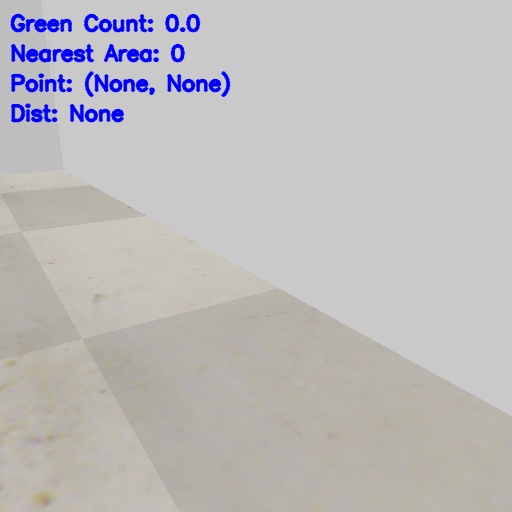 Green Count: 0.0
Nearest Area: 0
Point: (None, None)
Dist: None